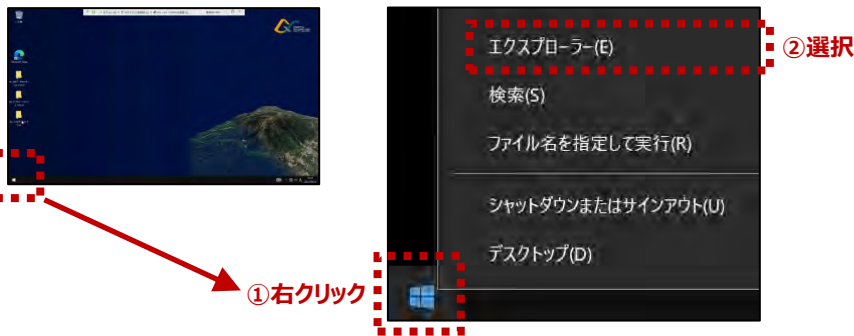 エクスプローラー(E)
②選択
検索(S)
ファイル名を指定して実行(R)
シャットダウンまたはサインアウト(U)
デスクトップ(D)
①右クリック